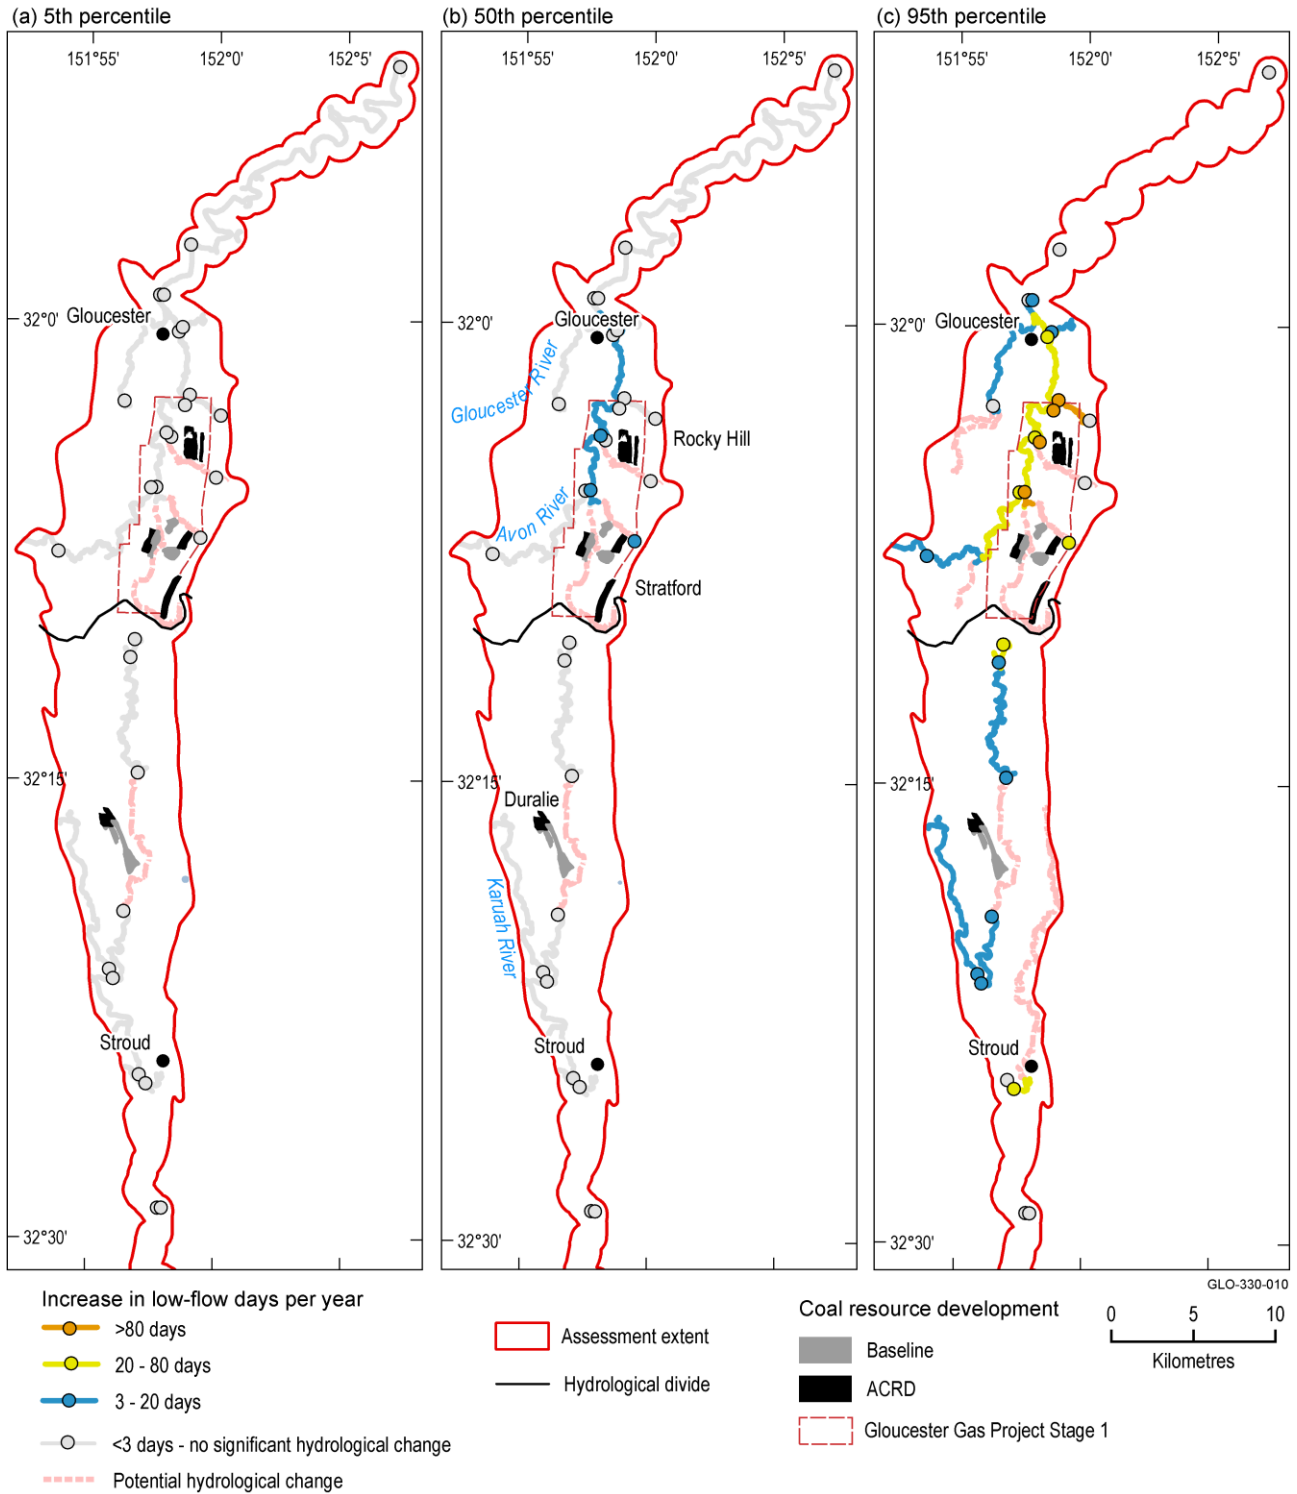 (a) 5th percentile
151°55'
152°0'
152°5'
Gloucester
32°0'
32°15'
Stroud
32°30'
(b) 50th percentile
151°55'
152°0'
152°5'
32°0'
Gloucester
Gloucester River
Rocky Hill
Avon River
Stratford
32°15'
Duralie
Karuah River
Stroud
32°30'
(c) 95th percentile
151°55'
152°0'
152°5'
Gloucester
32°0'
32°15'
Stroud
32°30'
GLO-330-010
Increase in low-flow days per year
>80 days
20 - 80 days
3 - 20 days
<3 days - no significant hydrological change
Potential hydrological change
Assessment extent
Hydrological divide
Coal resource development
Baseline
ACRD
Gloucester Gas Project Stage 1
0 5 10
Kilometres